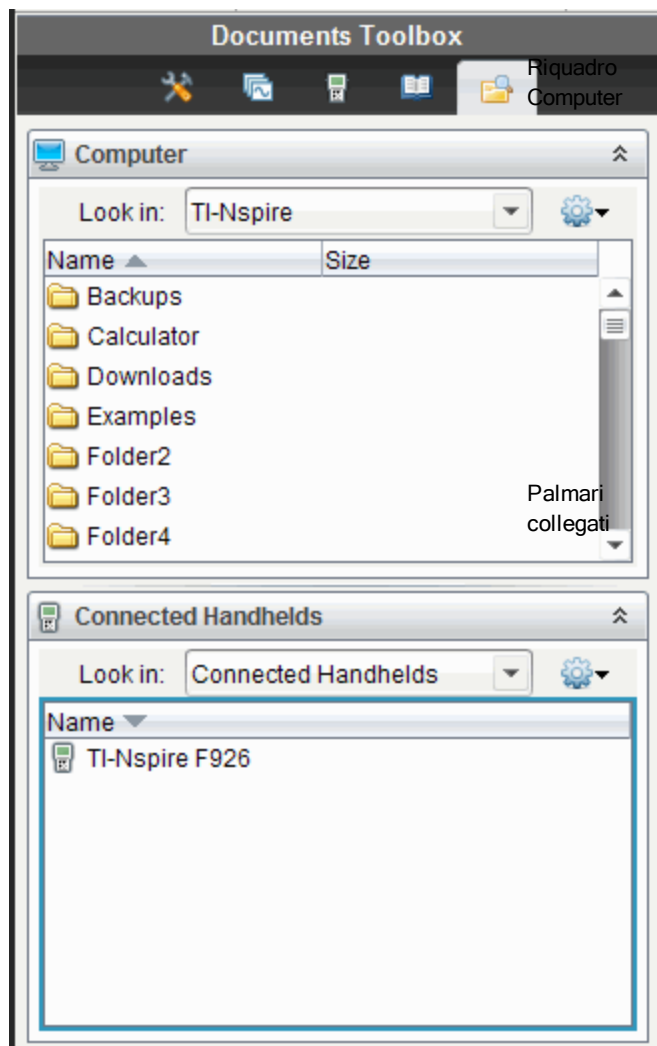 Documents Toolbox
Riquadro
Computer
Computer
Look in: TI-Nspire
Name Size
Backups
Calculator
Downloads
Examples
Folder2
Folder3
Folder4
Palmari
collegati
Connected Handhelds
Look in: Connected Handhelds
Name
TI-Nspire F926